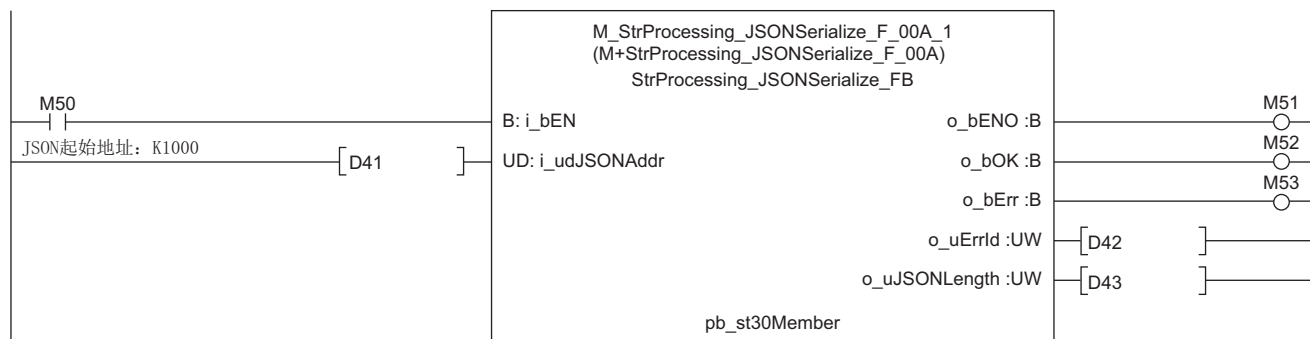 M_StrProcessing_JSONSerialize_F_00A_1
(M+StrProcessing_JSONSerialize_F_00A)
StrProcessing_JSONSerialize_FB
M50
B: i_bEN
o_bENO :B
M51
JSON起始地址：K1000
D41
UD: i_udJSONAddr
o_bOK :B
M52
o_bErr :B
M53
o_uErrId :UW
D42
o_uJSONLength :UW
D43
pb_st30Member